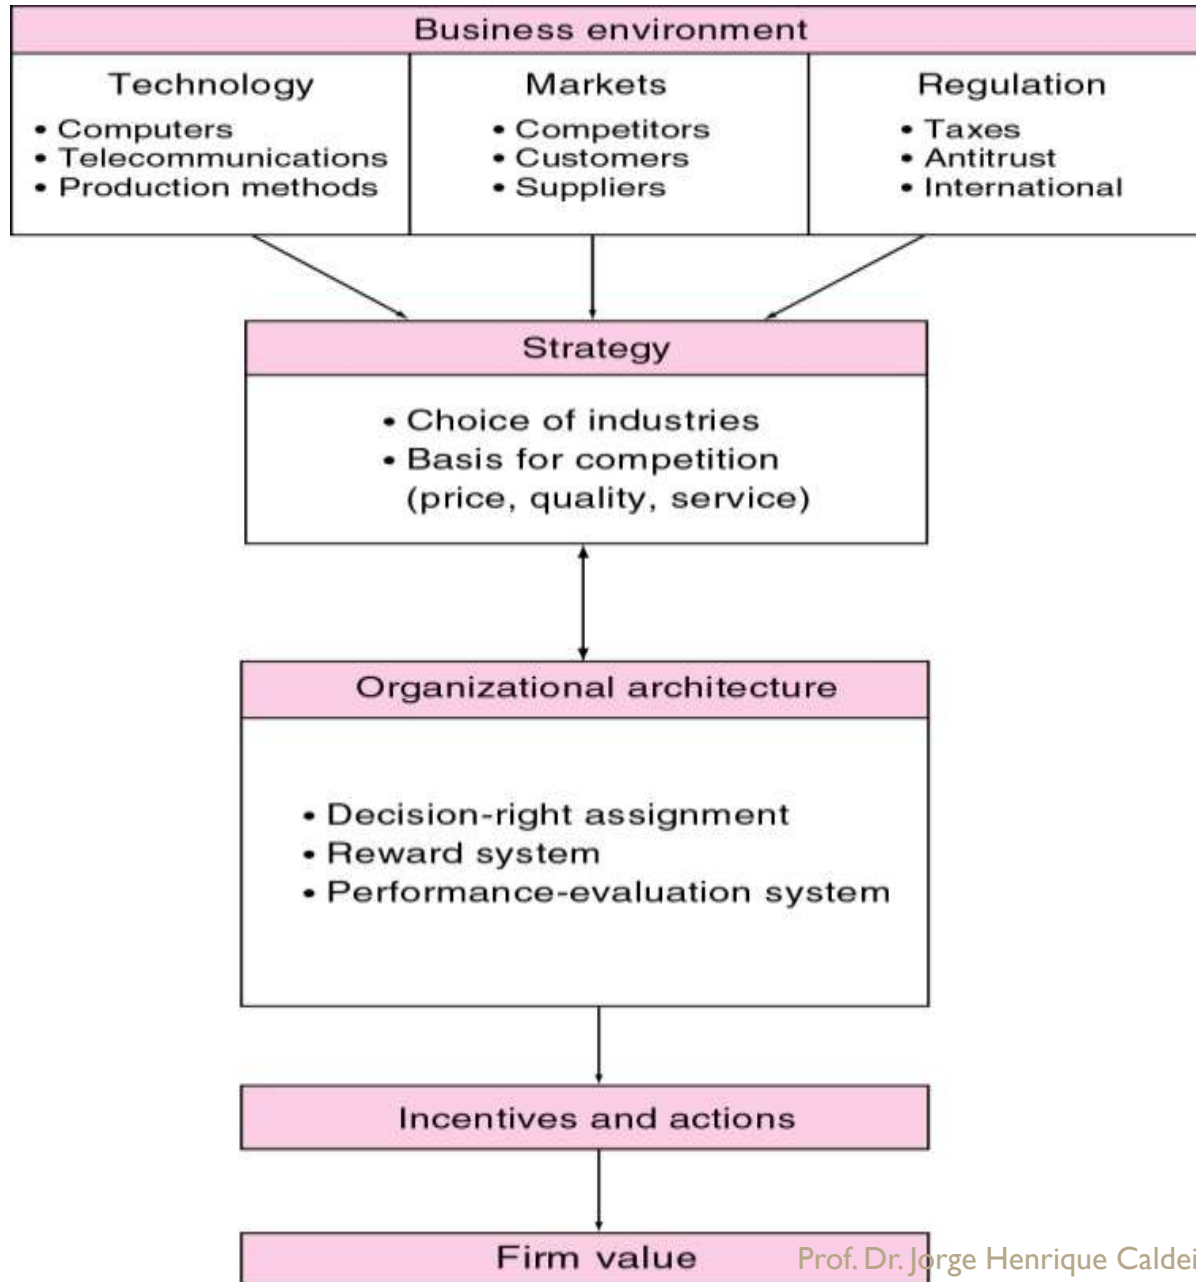 Business environment
Technology
• Computers
• Telecommunications
• Production methods
Markets
• Competitors
• Customers
• Suppliers
Regulation
• Taxes
• Antitrust
• International
Strategy
• Choice of industries
• Basis for competition
(price, quality, service)
Organizational architecture
• Decision-right assignment
• Reward system
• Performance-evaluation system
Incentives and actions
Firm value
Prof. Dr. Jorge Henrique